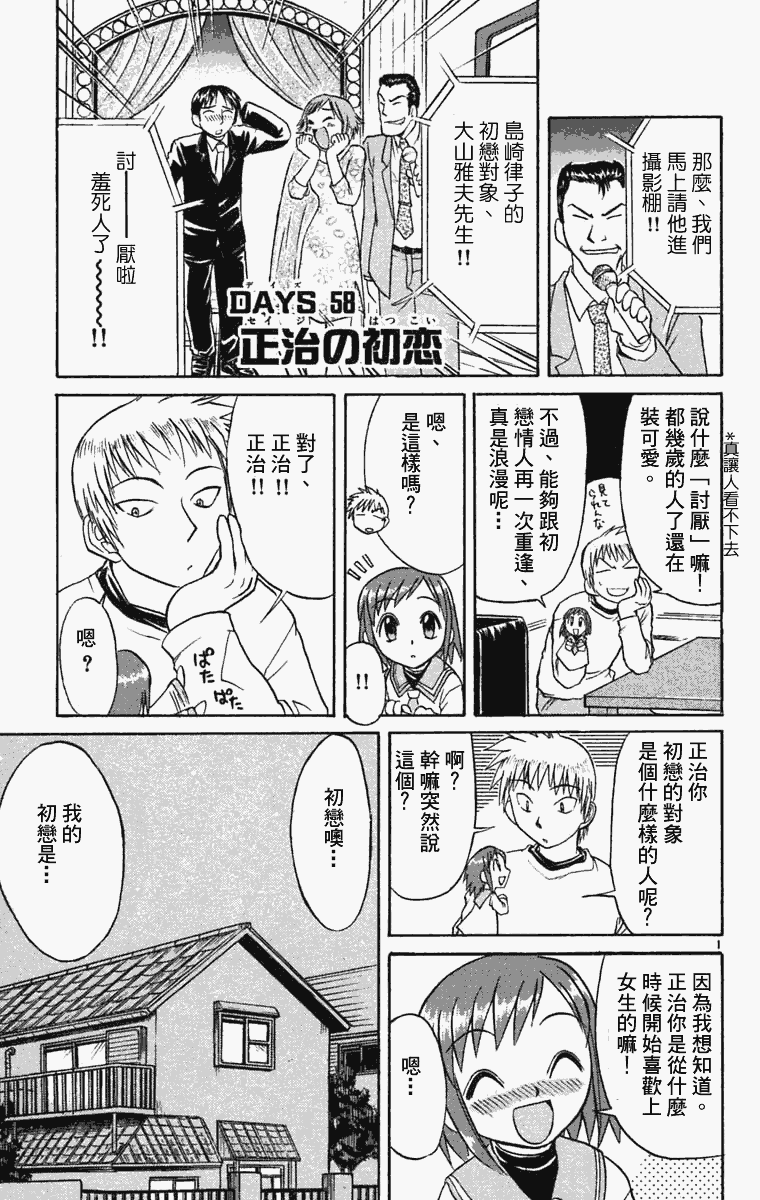 那麼、我們
馬上請他進
攝影棚!!
島崎律子的
初戀對象、
大山雅夫先生!!
討——厭啦
羞死人了～～～!!
デイズ
DAYS 58
セイジ はつこい
正治の初恋
*真讓人看不下去
說什麼「討厭」嘛!
都幾歲的人了還在
裝可愛。
見て
られんな
不過、能夠跟初
戀情人再一次重逢、
真是浪漫呢…
嗯、
是這樣嗎?
!!
對了、
正治!!
正治!!
ぱた
ぱた
嗯?
正治你
初戀的對象
是個什麼樣的人呢?
啊?
幹嘛突然說
這個?
1
因為我想知道。
正治你是從什麼
時候開始喜歡上
女生的嘛!
嗯…
初戀噢…
我的
初戀是…